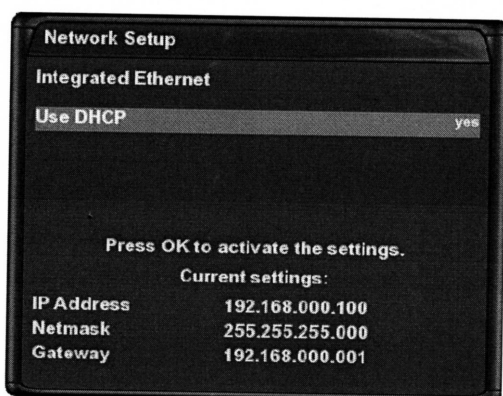 Network Setup
Integrated Ethernet
Use DHCP yes
Press OK to activate the settings.
Current settings:
IP Address 192.168.000.100
Netmask 255.255.255.000
Gateway 192.168.000.001